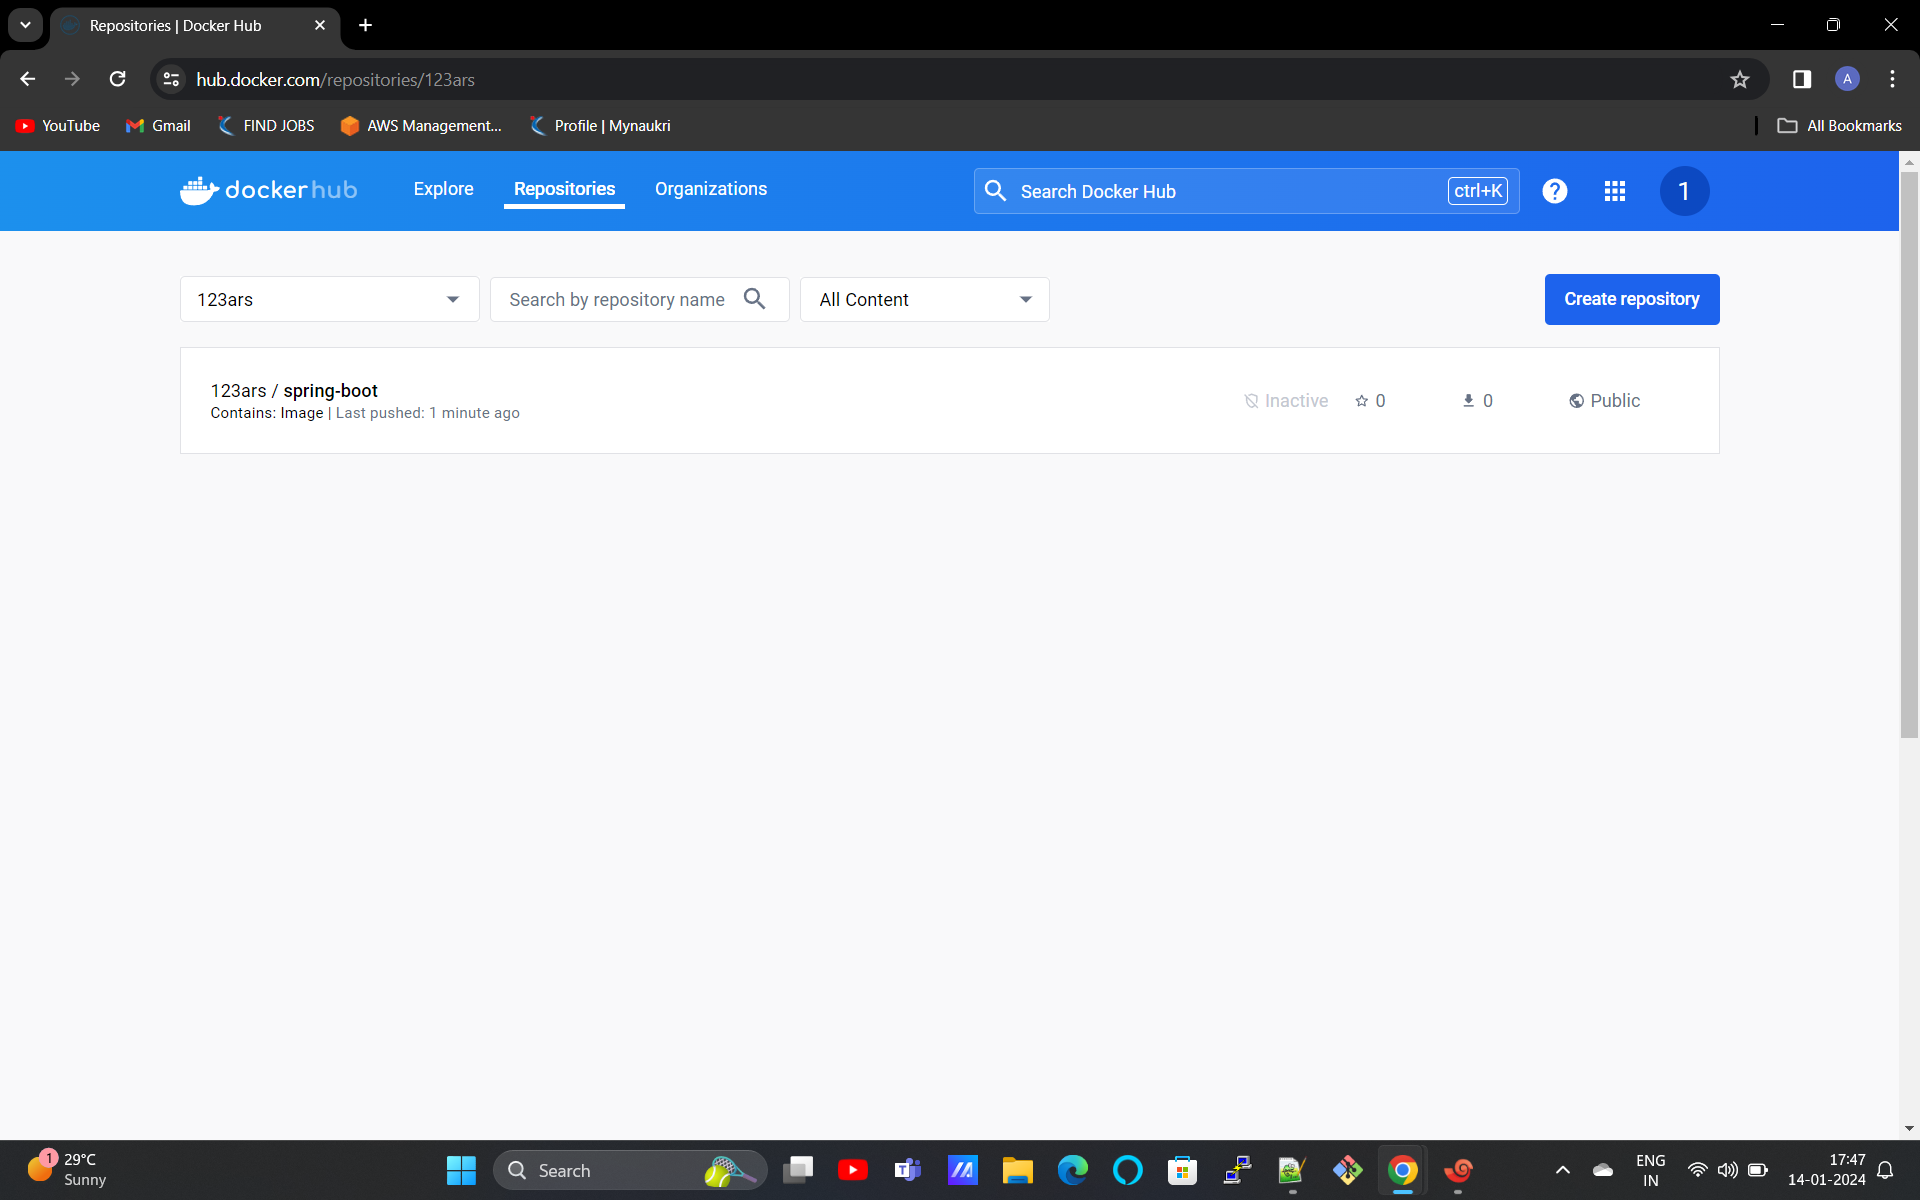 Repositories | Docker Hub
hub.docker.com/repositories/123ars
A
YouTube
Gmail
FIND JOBS
AWS Management...
Profile | Mynaukri
All Bookmarks
dockerhub
Explore
Repositories
Organizations
Search Docker Hub
ctrl+K
?
1
123ars
Search by repository name
All Content
Create repository
123ars / spring-boot
Contains: Image | Last pushed: 1 minute ago
Inactive
0
0
Public
1
29°C
Sunny
Search
ENG
IN
17:47
14-01-2024